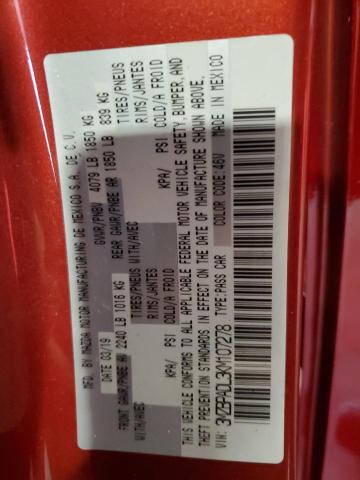 MFD. BY MAZDA MOTOR MANUFACTURING DE MEXICO S.A. DE C.V.
DATE 03/19 GVWR/PNBV 4079 LB 1850 KG
FRONT GAWR/PNBE AV 2240 LB 1016 KG REAR GAWR/PNBE AR 1850 LB 839 KG
WITH/AVEC TIRES/PNEUS WITH/AVEC TIRES/PNEUS
RIMS/JANTES RIMS/JANTES
KPA/ PSI COLD/A FROID KPA/ PSI COLD/A FROID
THIS VEHICLE CONFORMS TO ALL APPLICABLE FEDERAL MOTOR VEHICLE SAFETY, BUMPER, AND
THEFT PREVENTION STANDARDS IN EFFECT ON THE DATE OF MANUFACTURE SHOWN ABOVE.
VIN: 3MZBPADL3KM107278 TYPE:PASS CAR COLOR CODE:46V MADE IN MEXICO